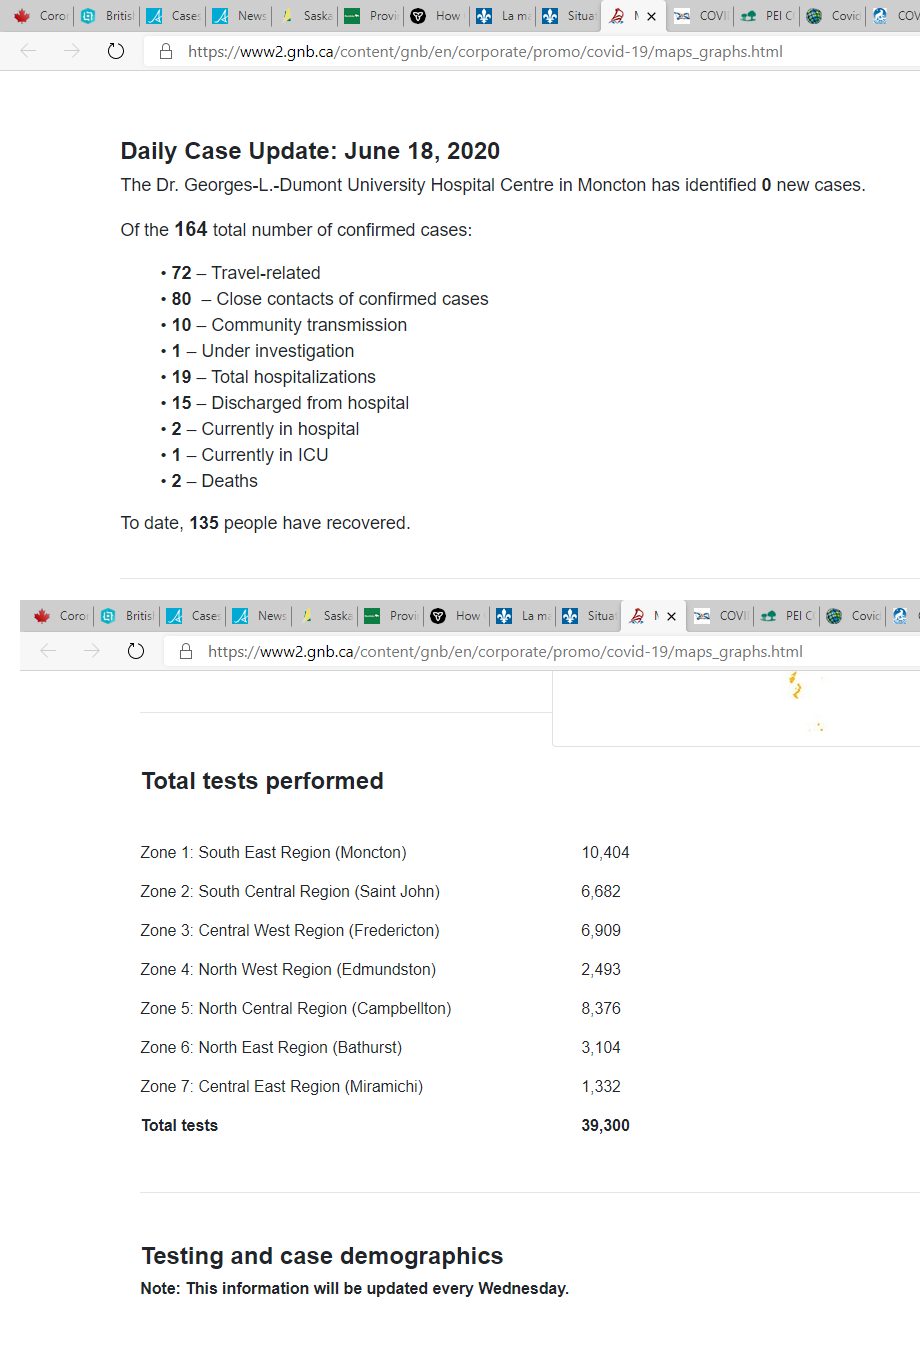 Coro Britis Case News Saska Provi How La ma Situa COVI PEI C Covid COV
https://www2.gnb.ca/content/gnb/en/corporate/promo/covid-19/maps_graphs.html
Daily Case Update: June 18, 2020
The Dr. Georges-L.-Dumont University Hospital Centre in Moncton has identified 0 new cases.
Of the 164 total number of confirmed cases:
• 72 – Travel-related
• 80 – Close contacts of confirmed cases
• 10 – Community transmission
• 1 – Under investigation
• 19 – Total hospitalizations
• 15 – Discharged from hospital
• 2 – Currently in hospital
• 1 – Currently in ICU
• 2 – Deaths
To date, 135 people have recovered.
Coro Britis Case News Saska Provi How La ma Situa COVI PEI C Covid
https://www2.gnb.ca/content/gnb/en/corporate/promo/covid-19/maps_graphs.html
Total tests performed
Zone 1: South East Region (Moncton) 10,404
Zone 2: South Central Region (Saint John) 6,682
Zone 3: Central West Region (Fredericton) 6,909
Zone 4: North West Region (Edmundston) 2,493
Zone 5: North Central Region (Campbellton) 8,376
Zone 6: North East Region (Bathurst) 3,104
Zone 7: Central East Region (Miramichi) 1,332
Total tests 39,300
Testing and case demographics
Note: This information will be updated every Wednesday.